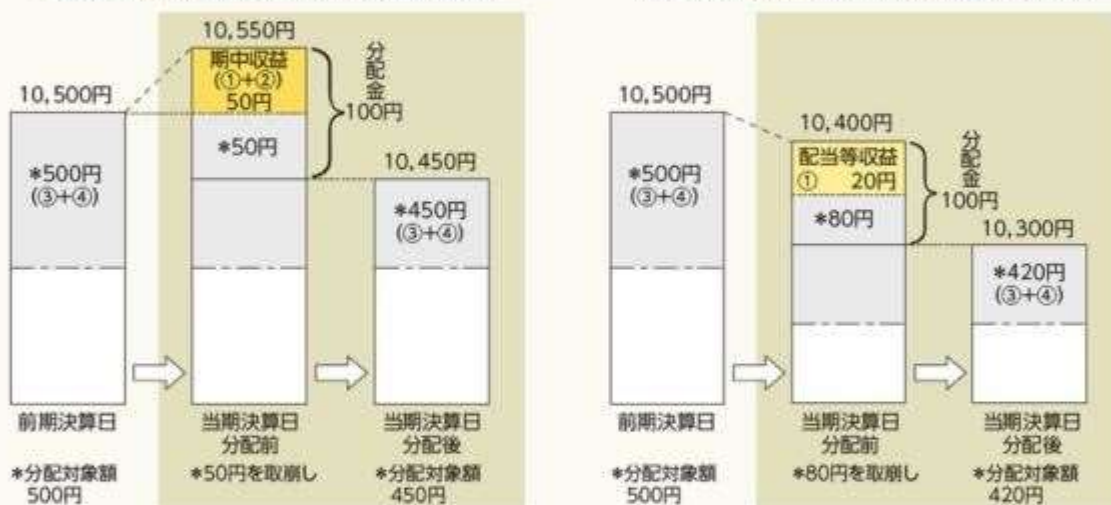 10,550円
期中収益
(①+②)
50円
分配金
100円
10,500円
*500円
(③+④)
*50円
10,450円
*450円
(③+④)
前期決算日
当期決算日
分配前
当期決算日
分配後
*分配対象額
500円
*50円を取崩し
*分配対象額
450円
10,500円
*500円
(③+④)
10,400円
配当等収益
① 20円
*80円
分配金
100円
10,300円
*420円
(③+④)
前期決算日
当期決算日
分配前
当期決算日
分配後
*分配対象額
500円
*80円を取崩し
*分配対象額
420円